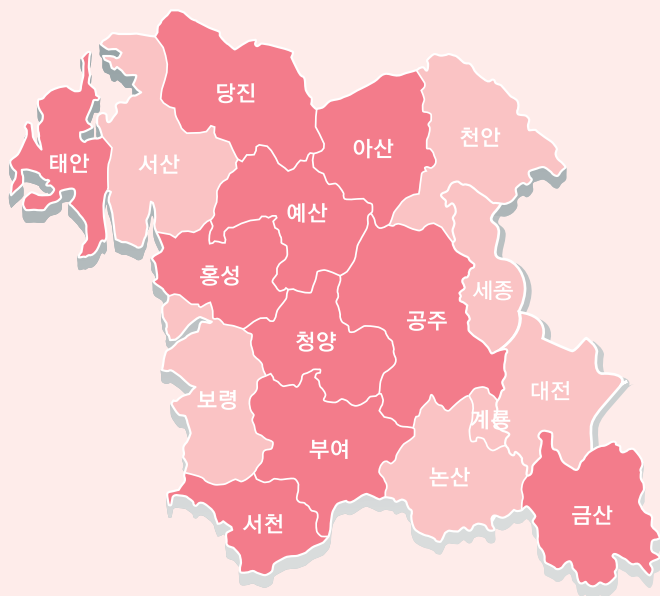 당진
아산
천안
태안
서산
예산
홍성
세종
공주
청양
대전
보령
계룡
부여
논산
서천
금산